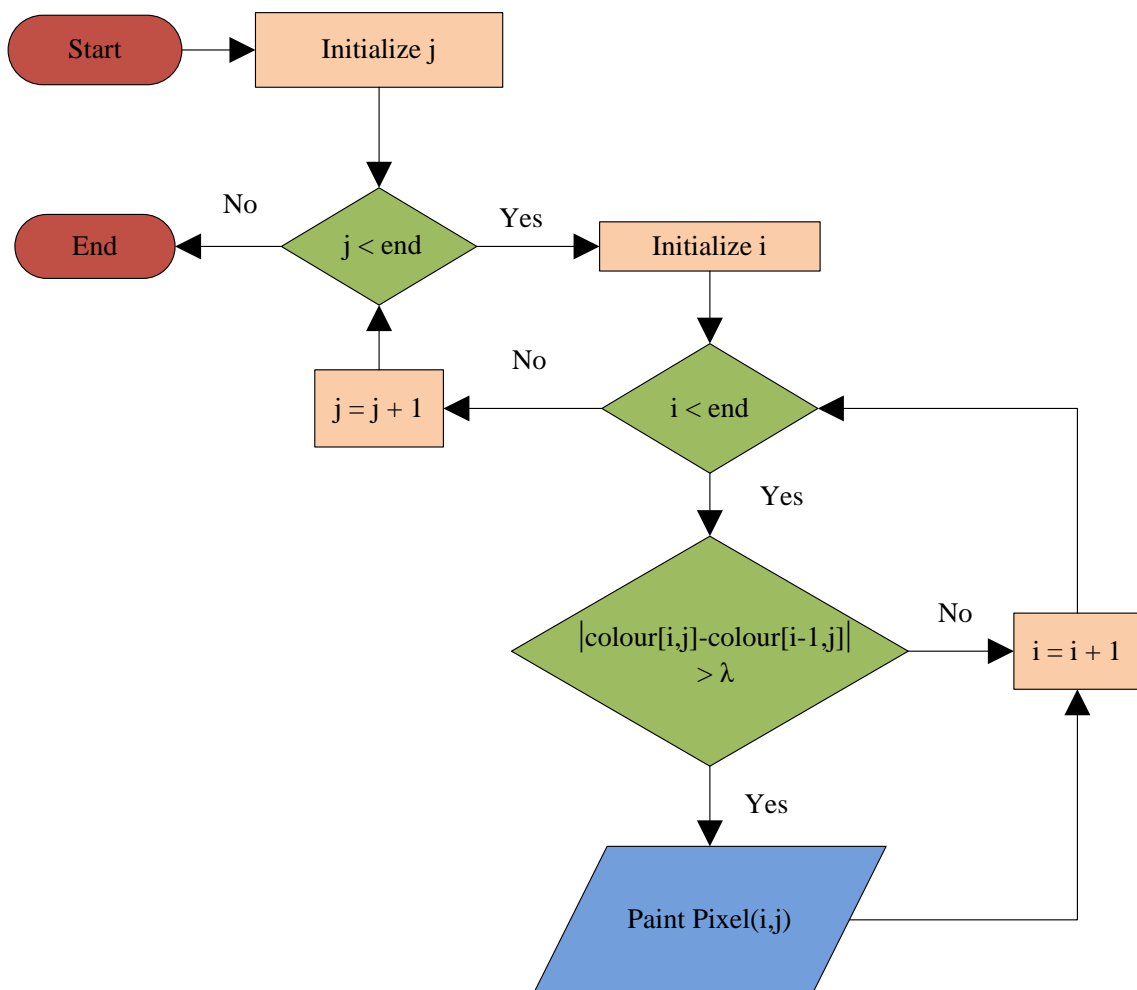 Start
Initialize j
No
Yes
End
j < end
Initialize i
No
j = j + 1
i < end
Yes
|colour[i,j]-colour[i-1,j]|
> λ
No
i = i + 1
Yes
Paint Pixel(i,j)